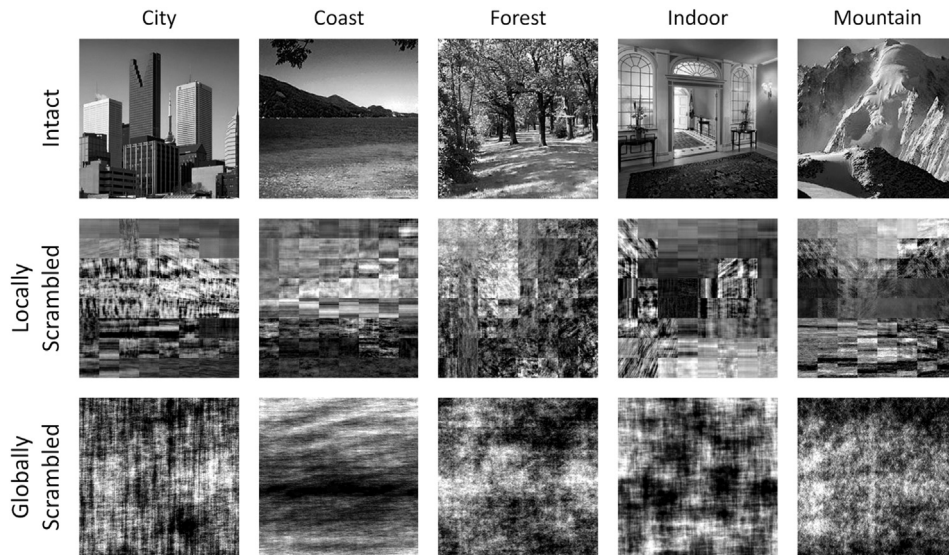 City
Coast
Forest
Indoor
Mountain
Intact
Locally
Scrambled
Globally
Scrambled